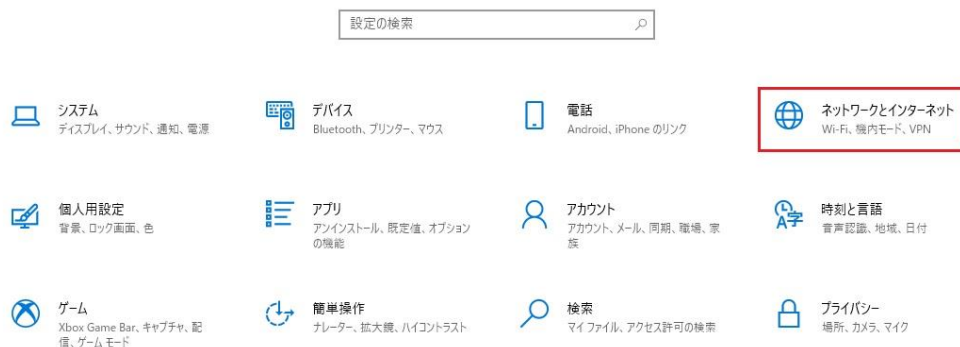 設定の検索
システム
ディスプレイ、サウンド、通知、電源
デバイス
Bluetooth、プリンター、マウス
電話
Android、iPhone のリンク
ネットワークとインターネット
Wi-Fi、機内モード、VPN
個人用設定
背景、ロック画面、色
アプリ
アンインストール、既定値、オプション
の機能
アカウント
アカウント、メール、同期、職場、家
族
時刻と言語
音声認識、地域、日付
ゲーム
Xbox Game Bar、キャプチャ、配
信、ゲーム モード
簡単操作
ナレーター、拡大鏡、ハイコントラスト
検索
マイ ファイル、アクセス許可の検索
プライバシー
場所、カメラ、マイク